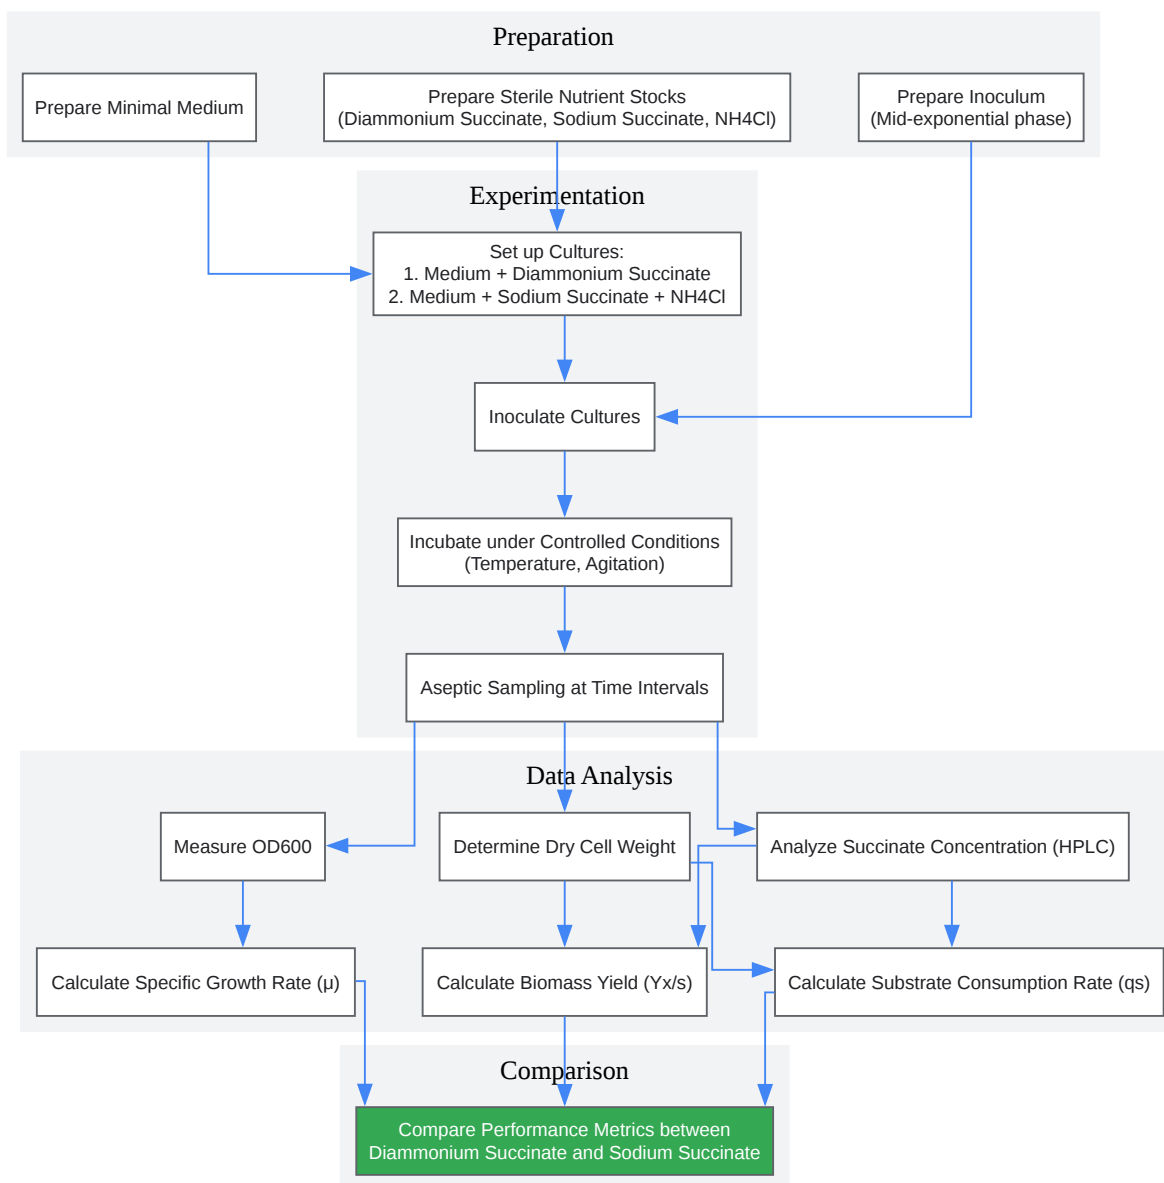 Preparation
Prepare Minimal Medium
Prepare Sterile Nutrient Stocks
(Diammonium Succinate, Sodium Succinate, NH4Cl)
Prepare Inoculum
(Mid-exponential phase)
Experimentation
Set up Cultures:
1. Medium + Diammonium Succinate
2. Medium + Sodium Succinate + NH4Cl
Inoculate Cultures
Incubate under Controlled Conditions
(Temperature, Agitation)
Aseptic Sampling at Time Intervals
Data Analysis
Measure OD600
Determine Dry Cell Weight
Analyze Succinate Concentration (HPLC)
Calculate Specific Growth Rate (μ)
Calculate Biomass Yield (Yx/s)
Calculate Substrate Consumption Rate (qs)
Comparison
Compare Performance Metrics between
Diammonium Succinate and Sodium Succinate